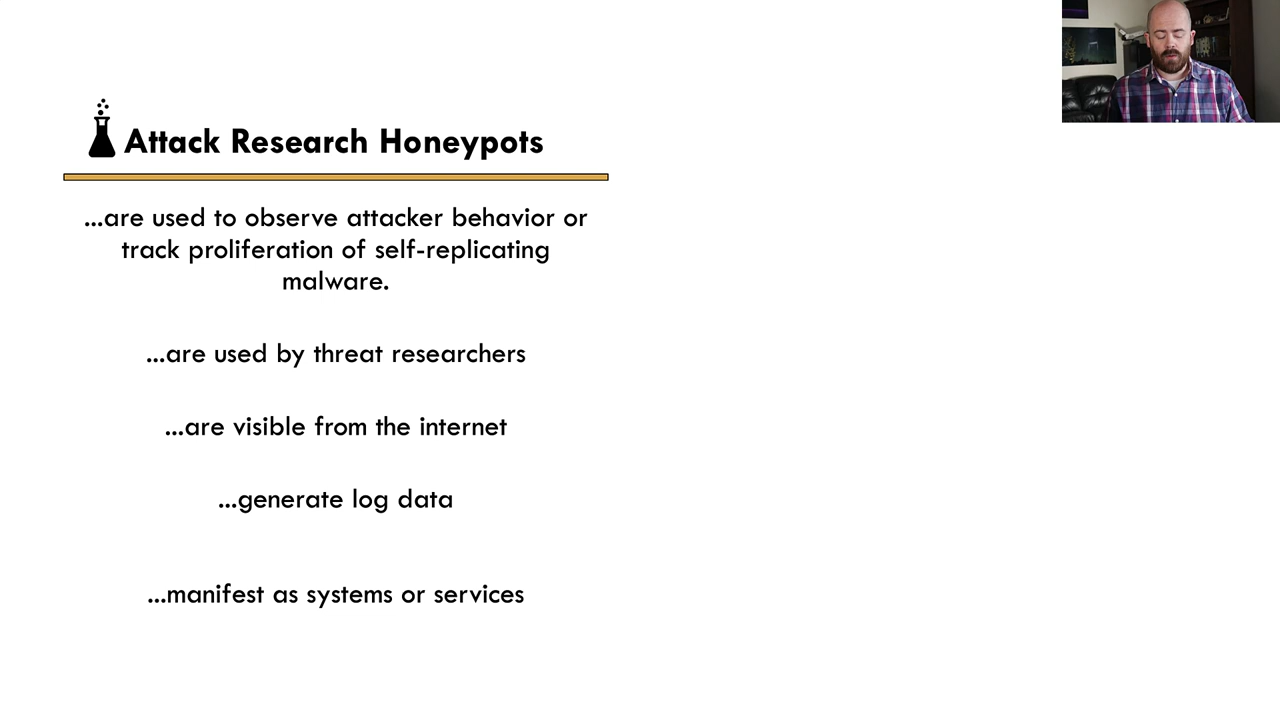 Attack Research Honeypots
...are used to observe attacker behavior or
track proliferation of self-replicating
malware.
...are used by threat researchers
...are visible from the internet
...generate log data
...manifest as systems or services